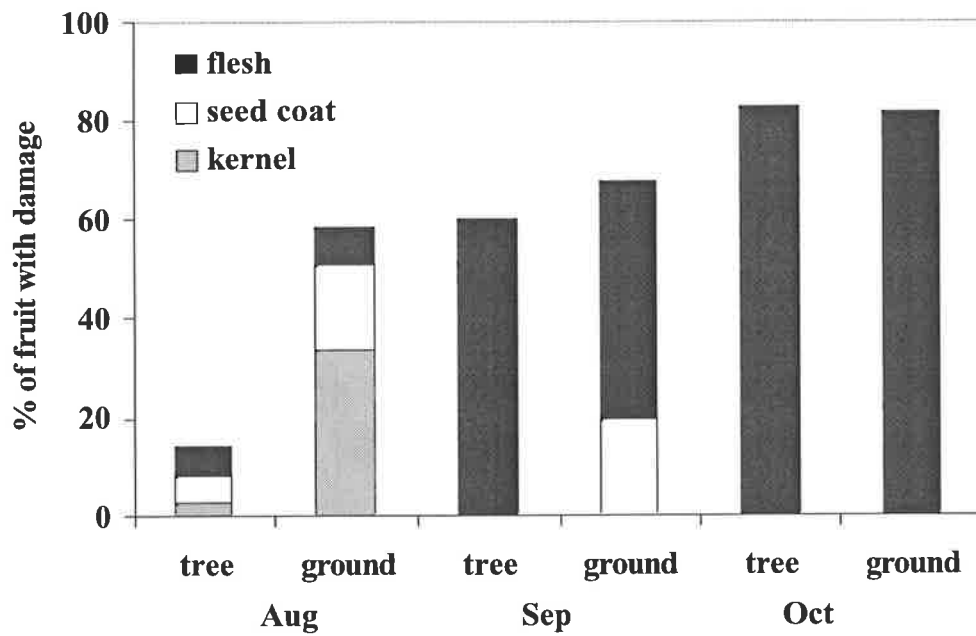 100
80
60
40
20
0
% of fruit with damage
flesh
seed coat
kernel
tree ground tree ground tree ground
Aug Sep Oct